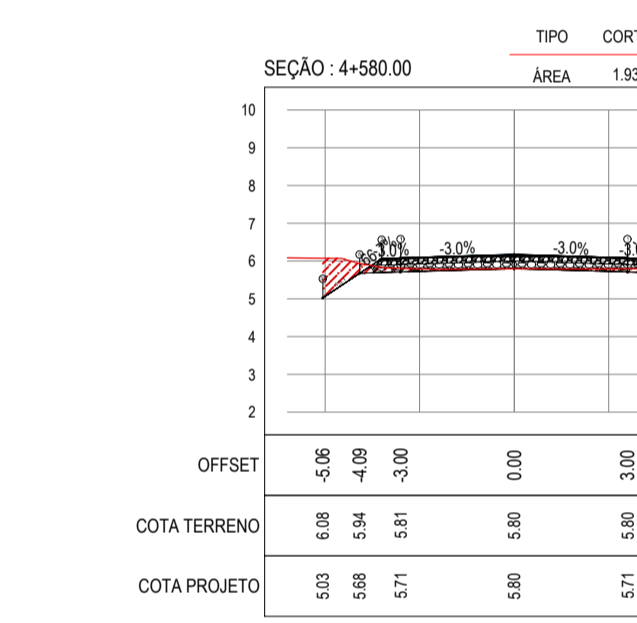 TIPO CORT
SEÇÃO : 4+580.00
ÁREA 1.93
10
9
8
7
6
5
4
3
2
-3.0% -3.0% -3.0%
OFFSET -5.06 -4.09 -3.00 0.00 3.00
COTA TERRENO 6.08 5.94 5.81 5.80 5.80
COTA PROJETO 5.03 5.68 5.71 5.80 5.71